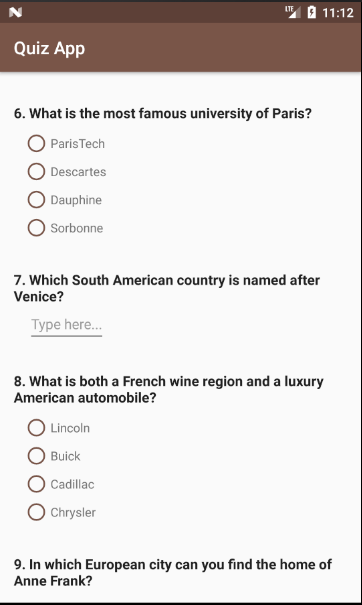 LTE 11:12
Quiz App
6. What is the most famous university of Paris?
ParisTech
Descartes
Dauphine
Sorbonne
7. Which South American country is named after
Venice?
Type here...
8. What is both a French wine region and a luxury
American automobile?
Lincoln
Buick
Cadillac
Chrysler
9. In which European city can you find the home of
Anne Frank?